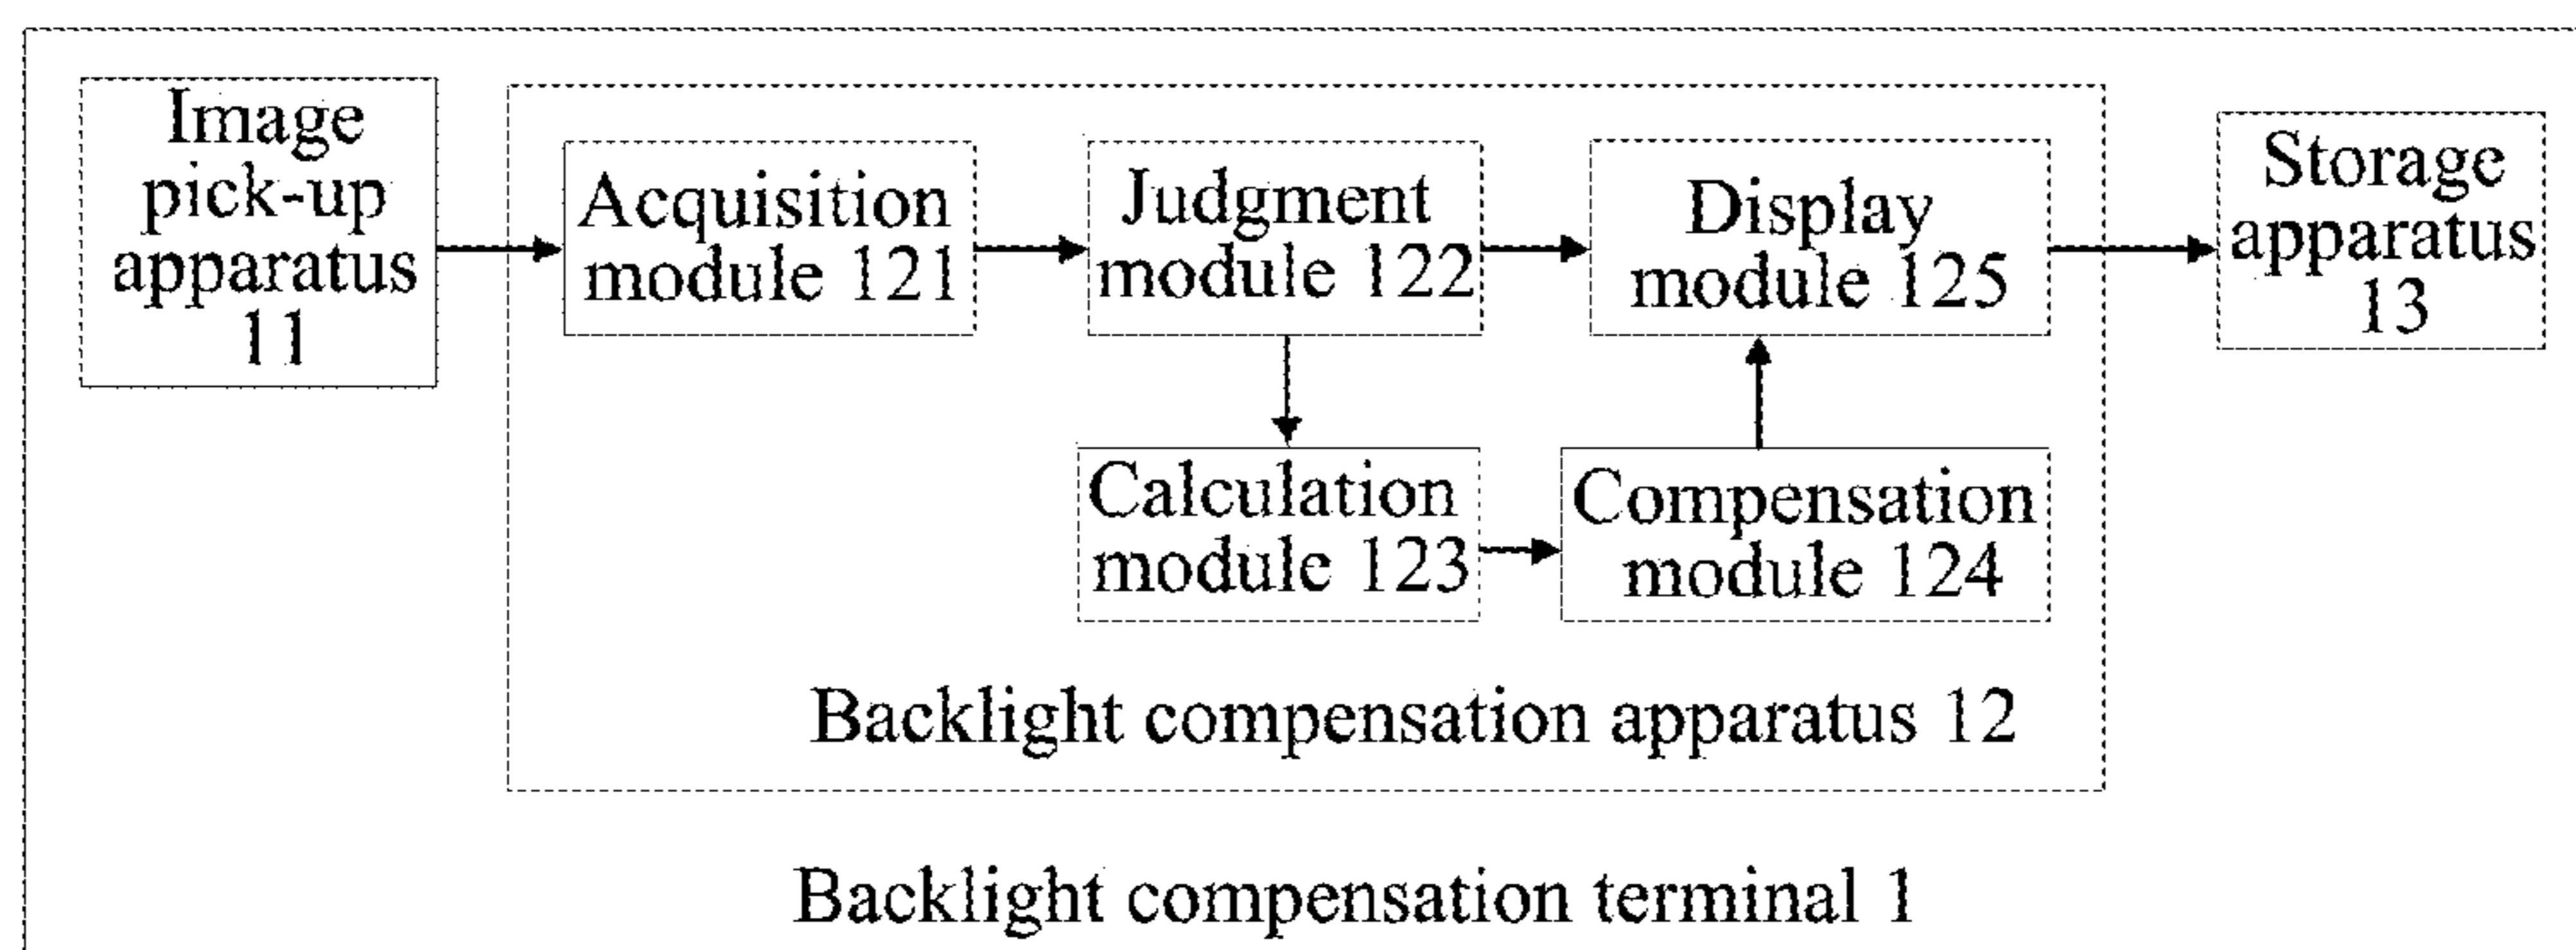 Image
pick-up
apparatus
11
Acquisition
module 121
Judgment
module 122
Display
module 125
Storage
apparatus
13
Calculation
module 123
Compensation
module 124
Backlight compensation apparatus 12
Backlight compensation terminal 1